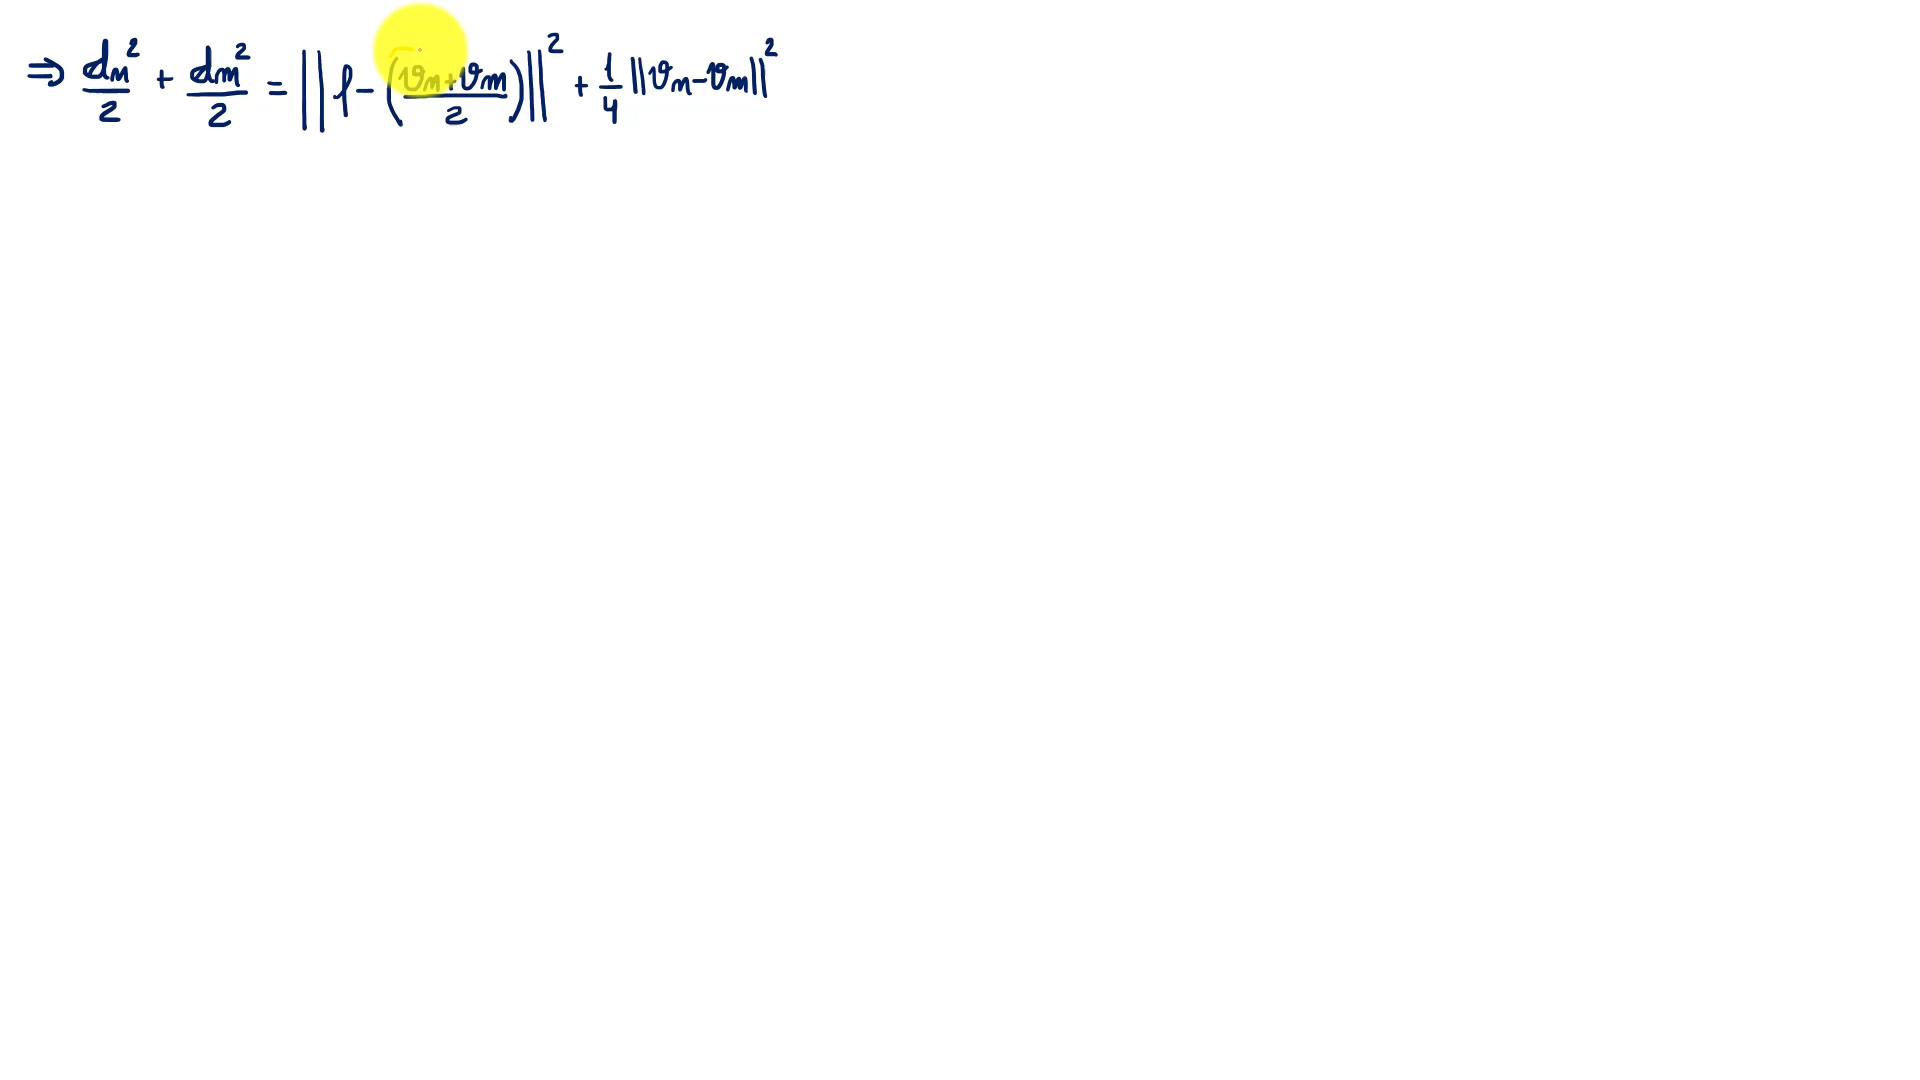 ⇒ dn²/2 + dm²/2 = ||f - (vn+vm/2)||² + 1/4 ||vn-vm||²